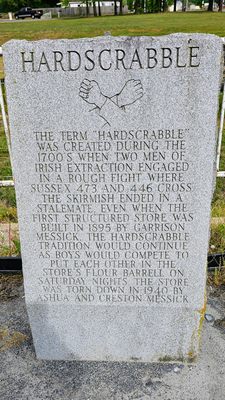 HARDSCRABBLE
THE TERM "HARDSCRABBLE"
WAS CREATED DURING THE
1700'S WHEN TWO MEN OF
IRISH EXTRACTION ENGAGED
IN A ROUGH FIGHT WHERE
SUSSEX 473 AND 446 CROSS.
THE SKIRMISH ENDED IN A
STALEMATE, EVEN WHEN THE
FIRST STRUCTURED STORE WAS
BUILT IN 1895 BY GARRISON
MESSICK, THE HARDSCRABBLE
TRADITION WOULD CONTINUE
AS BOYS WOULD COMPETE TO
PUT EACH OTHER IN THE
STORE'S FLOUR BARRELL ON
SATURDAY NIGHTS. THE STORE
WAS TORN DOWN IN 1940 BY
ASHUA AND CRESTON MESSICK